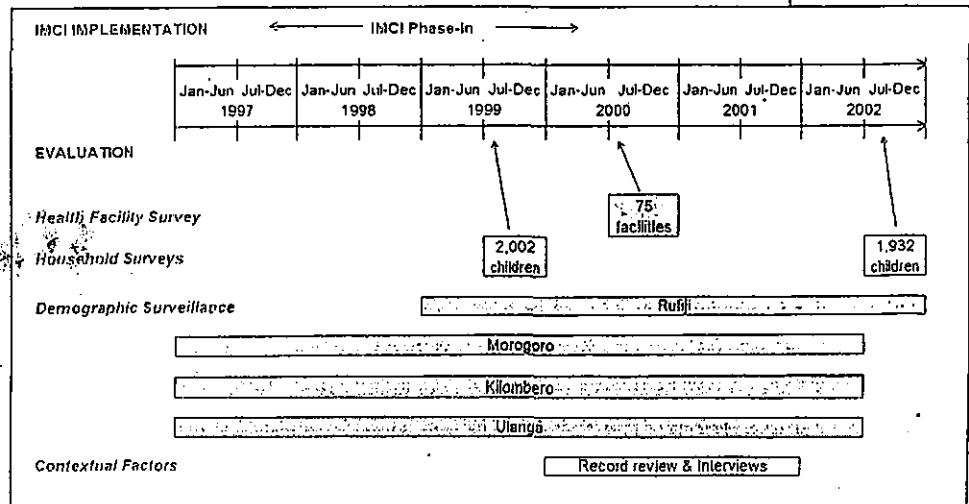 IMCI IMPLEMENTATION IMCI Phase-in
Jan-Jun Jul-Dec Jan-Jun Jul-Dec Jan-Jun Jul-Dec Jan-Jun Jul-Dec Jan-Jun Jul-Dec Jan-Jun Jul-Dec
1997 1998 1999 2000 2001 2002
EVALUATION
Health Facility Survey
75
facilities
Household Surveys
2,002
children
1,932
children
Demographic Surveillance
Rufiji
Morogoro
Kilombero
Ulanga
Contextual Factors
Record review & Interviews